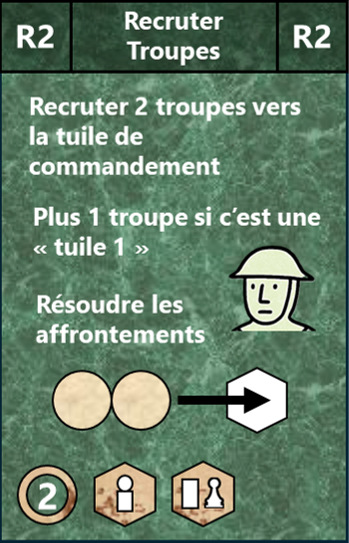 R2
Recruter
Troupes
R2
Recruter 2 troupes vers
la tuile de
commandement
Plus 1 troupe si c’est une
« tuile 1 »
Résoudre les
affrontements
2